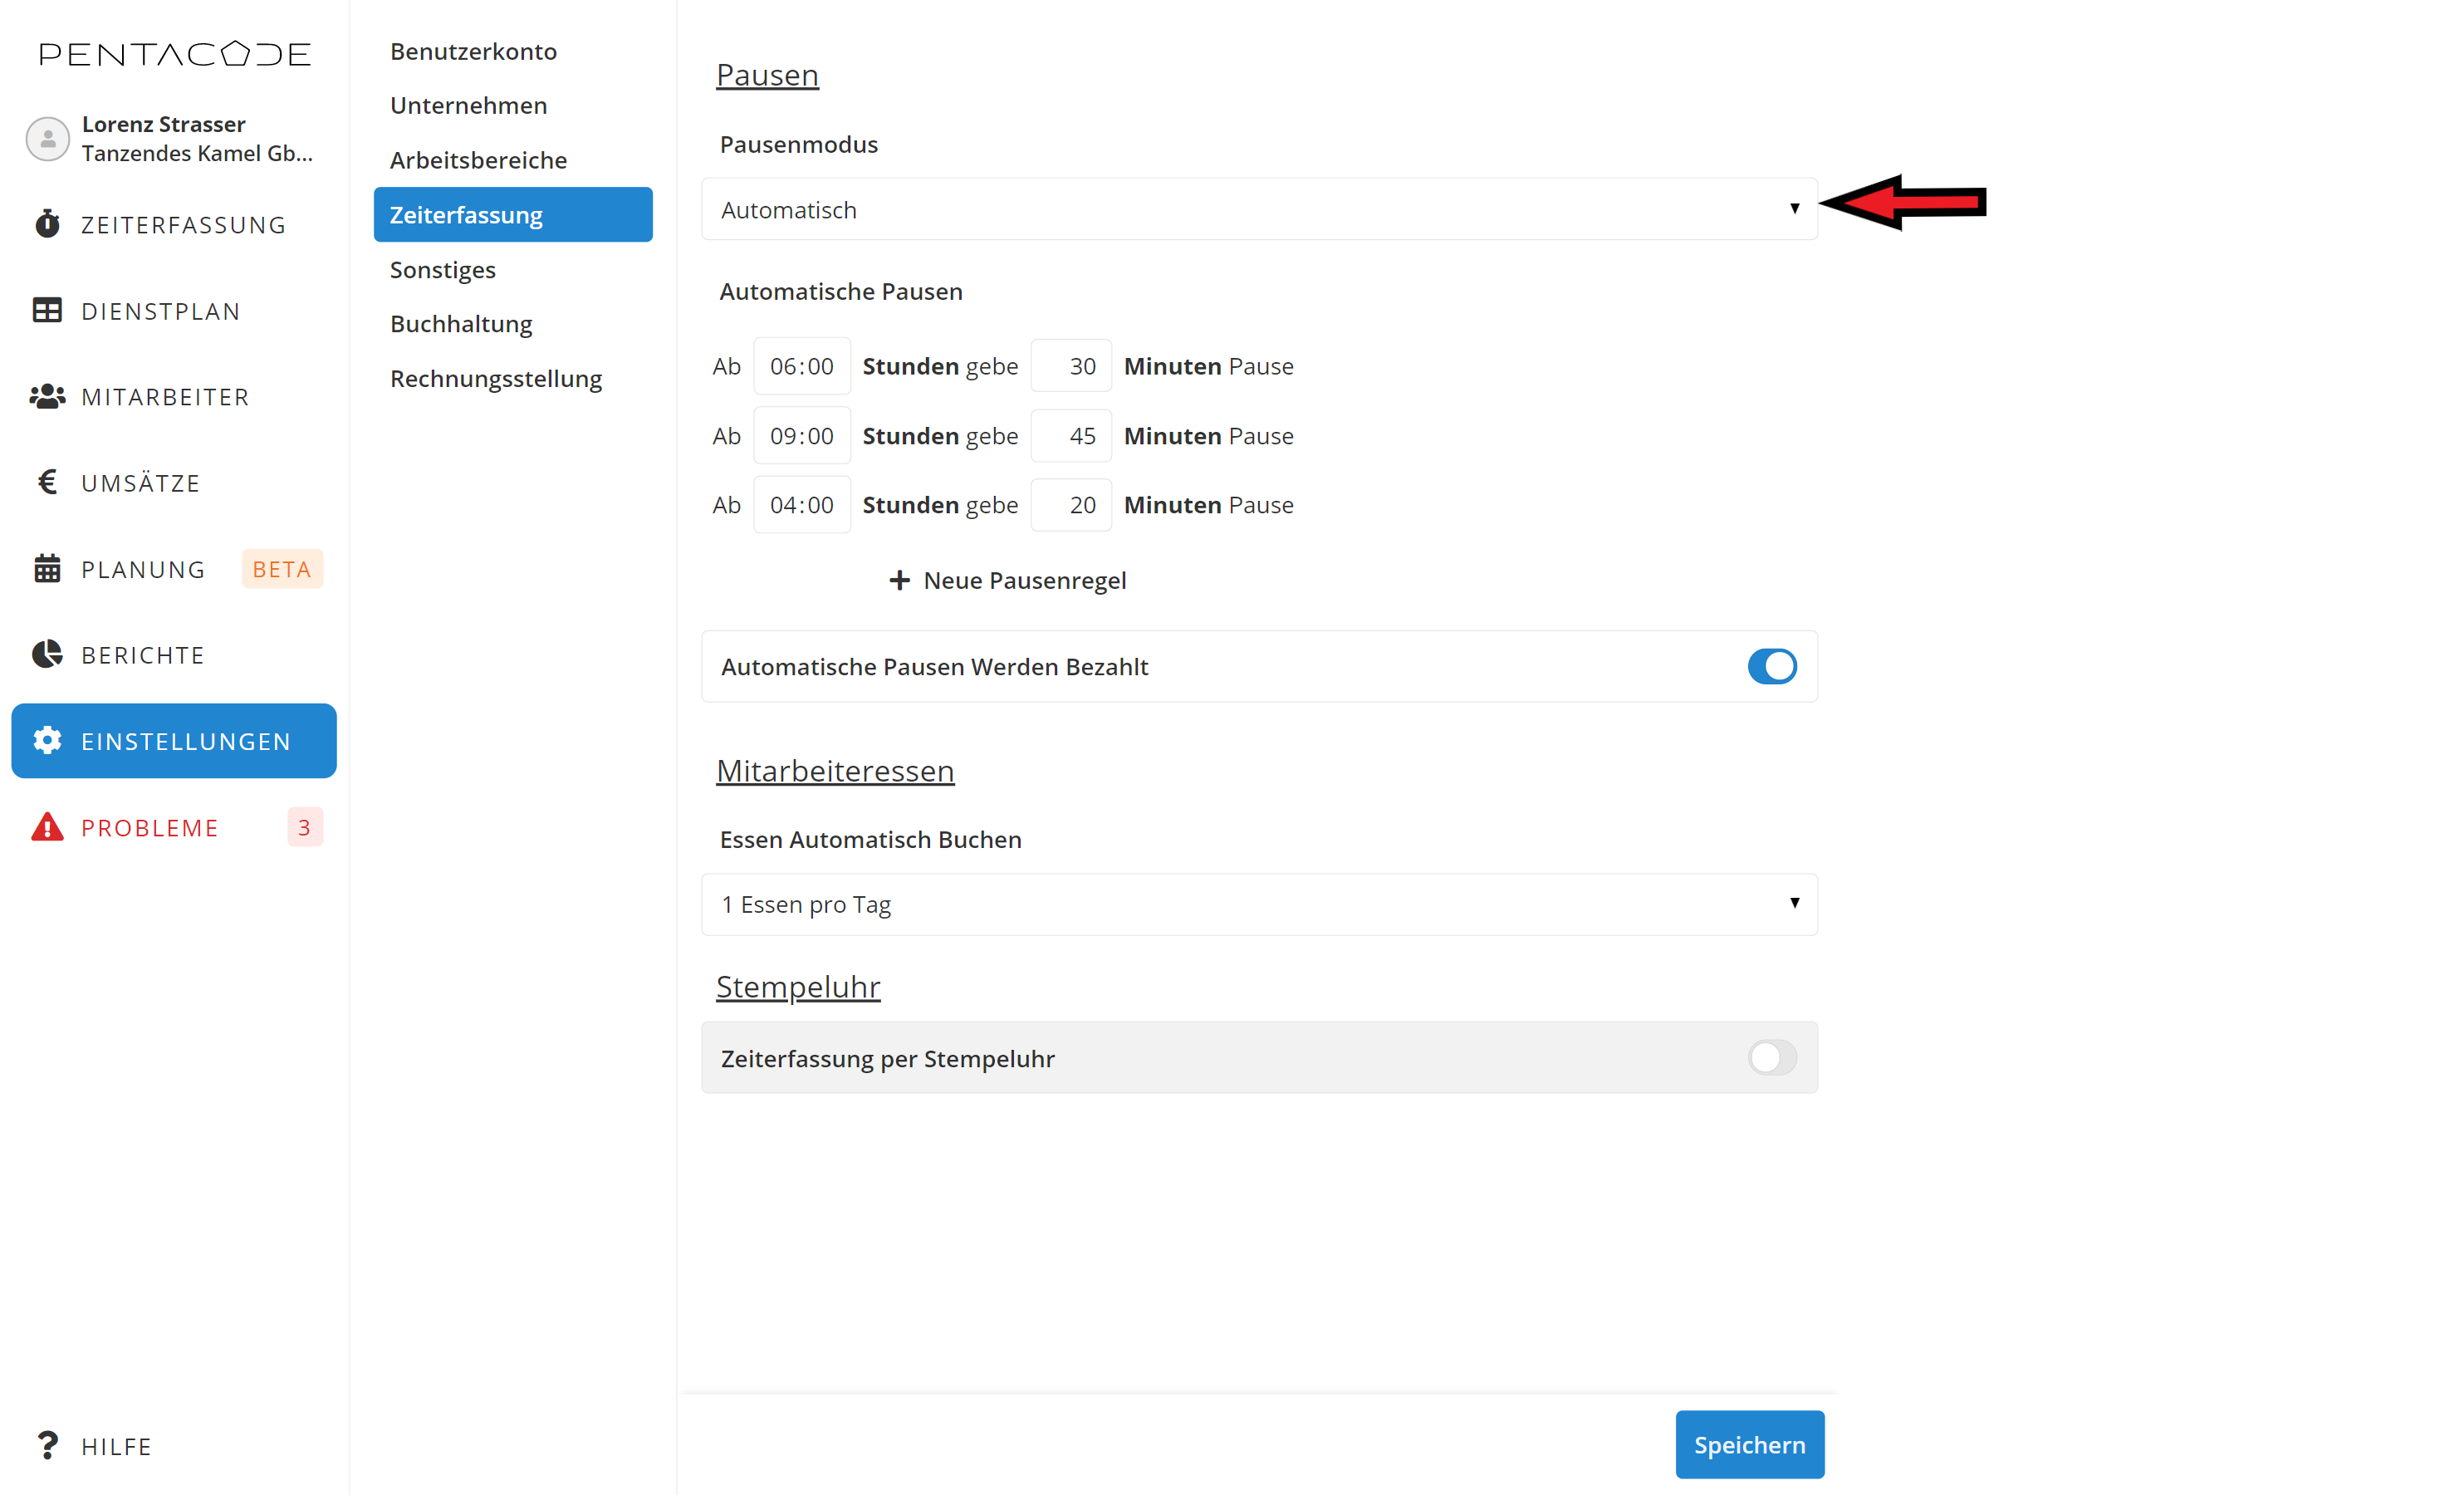 PENTACODE
Lorenz Strasser
Tanzendes Kamel Gb...
ZEITERFASSUNG
DIENSTPLAN
MITARBEITER
UMSÄTZE
PLANUNG BETA
BERICHTE
EINSTELLUNGEN
PROBLEME 3
HILFE
Benutzerkonto
Unternehmen
Arbeitsbereiche
Zeiterfassung
Sonstiges
Buchhaltung
Rechnungsstellung
Pausen
Pausenmodus
Automatisch
Automatische Pausen
Ab 06:00 Stunden gebe 30 Minuten Pause
Ab 09:00 Stunden gebe 45 Minuten Pause
Ab 04:00 Stunden gebe 20 Minuten Pause
Neue Pausenregel
Automatische Pausen Werden Bezahlt
Mitarbeiteressen
Essen Automatisch Buchen
1 Essen pro Tag
Stempeluhr
Zeiterfassung per Stempeluhr
Speichern